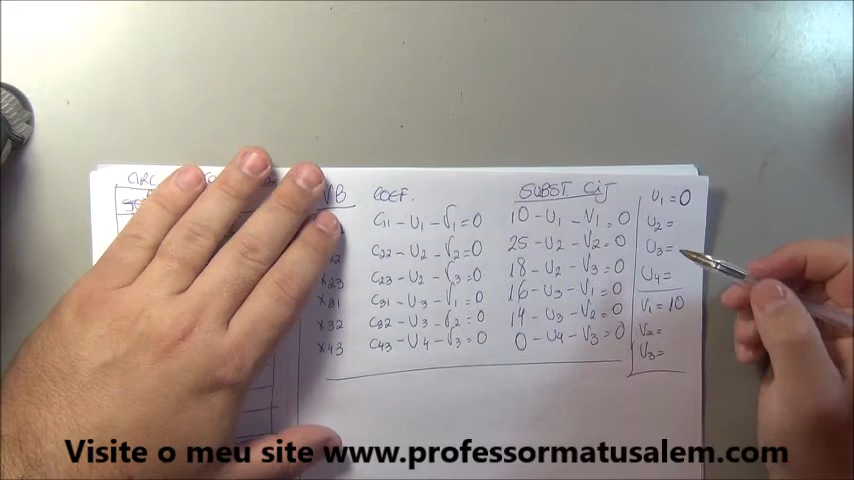 VB COEF. SUBST Cij U1 = 0
C11 - U1 - V1 = 0 10 - U1 - V1 = 0 U2 =
C22 - U2 - V2 = 0 25 - U2 - V2 = 0 U3 =
X23 C23 - U2 - V3 = 0 18 - U2 - V3 = 0 U4 =
X31 C31 - U3 - V1 = 0 16 - U3 - V1 = 0 V1 = 10
X32 C32 - U3 - V2 = 0 14 - U3 - V2 = 0 V2 =
X43 C43 - U4 - V3 = 0 0 - U4 - V3 = 0 V3 =
Visite o meu site www.professormatusalem.com